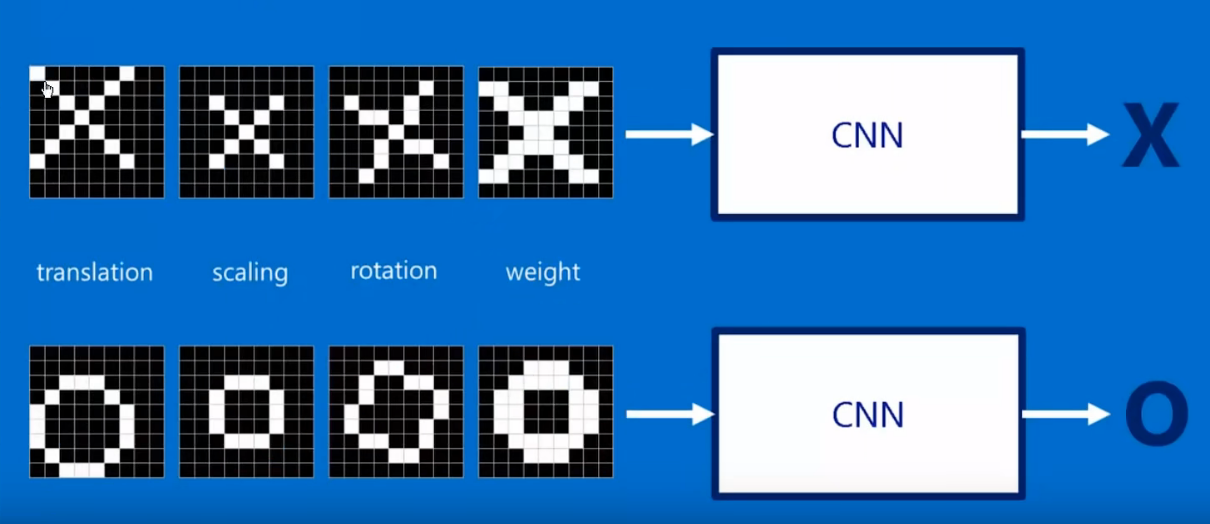 CNN
X
translation
scaling
rotation
weight
CNN
O